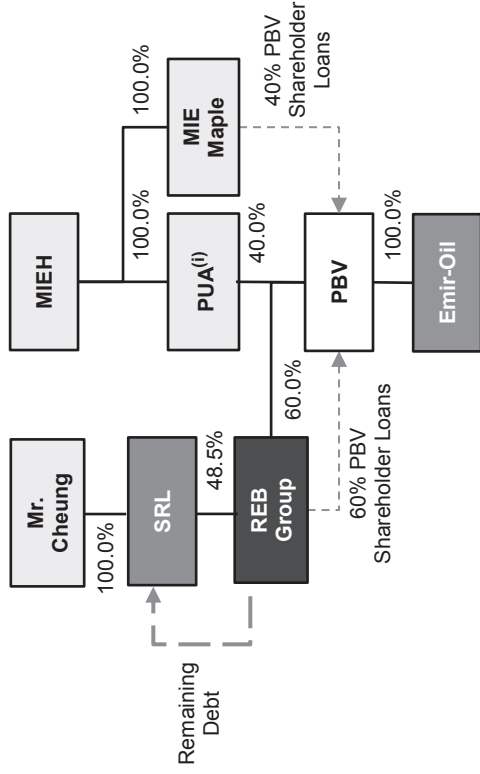 MIEH
Mr.
Cheung
100.0%
100.0%
100.0%
SRL
PUA(i)
MIE
Maple
Remaining
Debt
48.5%
40.0%
REB
Group
60.0%
PBV
60% PBV
Shareholder Loans
40% PBV
Shareholder
Loans
100.0%
Emir-Oil